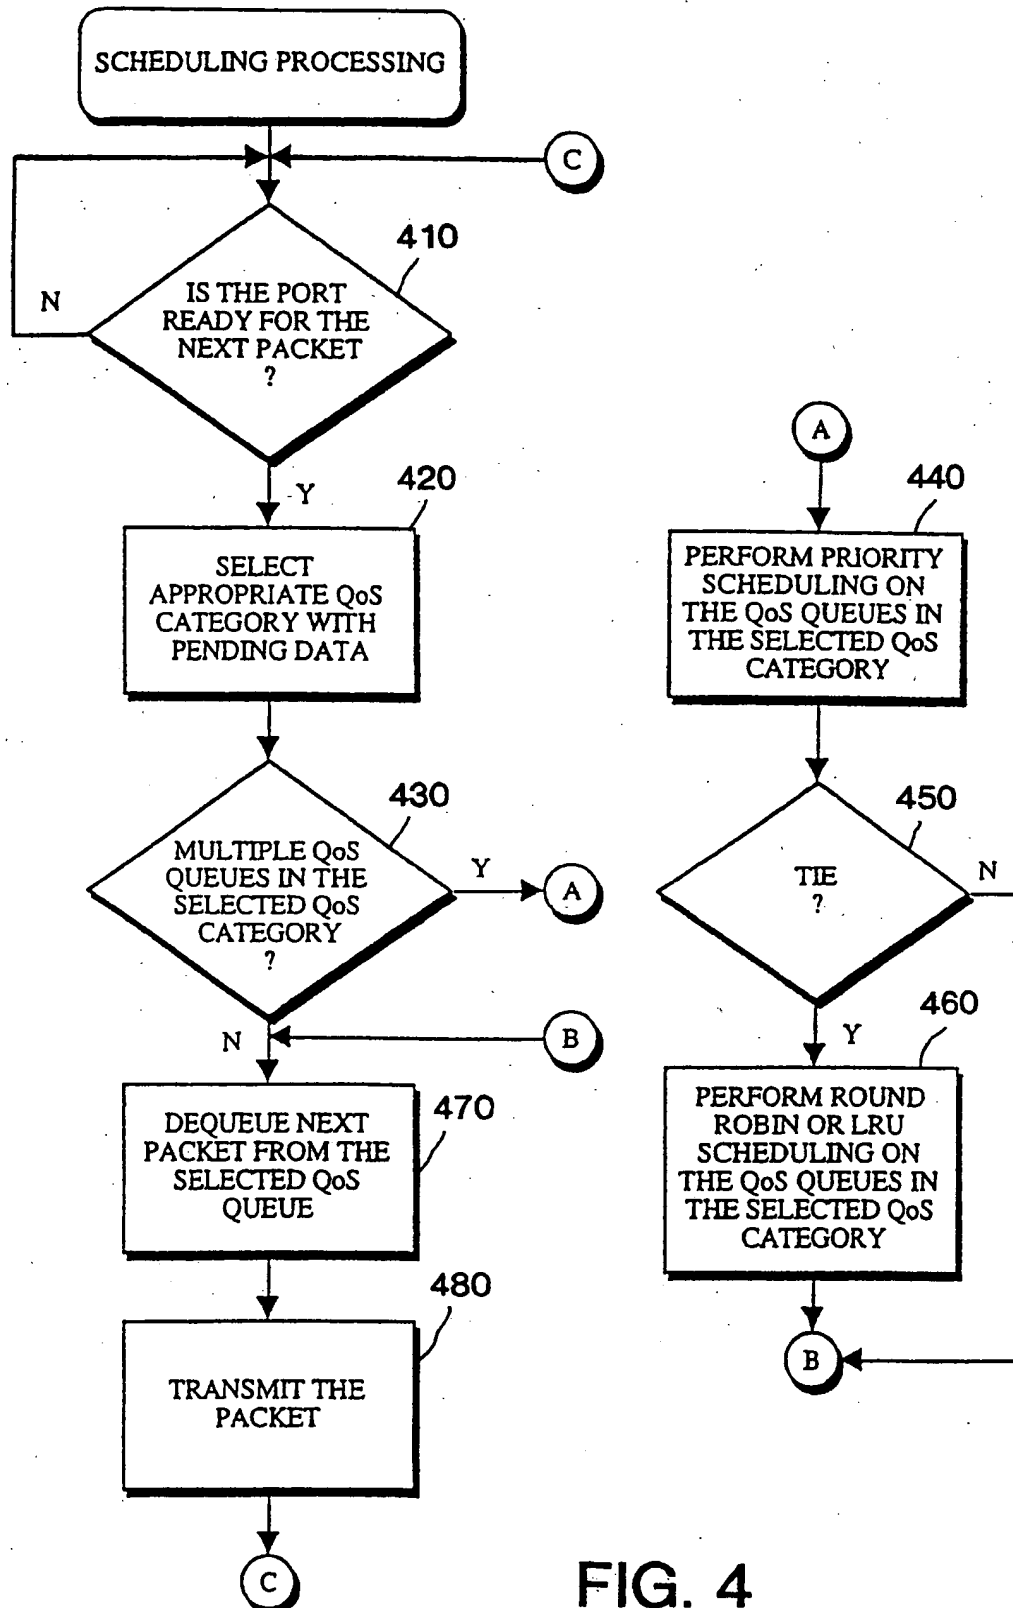 SCHEDULING PROCESSING
C
410
IS THE PORT
READY FOR THE
NEXT PACKET
?
N
Y
420
SELECT
APPROPRIATE QoS
CATEGORY WITH
PENDING DATA
430
MULTIPLE QoS
QUEUES IN THE
SELECTED QoS
CATEGORY
?
Y
A
N
B
470
DEQUEUE NEXT
PACKET FROM THE
SELECTED QoS
QUEUE
480
TRANSMIT THE
PACKET
C
A
440
PERFORM PRIORITY
SCHEDULING ON
THE QoS QUEUES IN
THE SELECTED QoS
CATEGORY
450
TIE
?
N
Y
460
PERFORM ROUND
ROBIN OR LRU
SCHEDULING ON
THE QoS QUEUES IN
THE SELECTED QoS
CATEGORY
B
FIG. 4